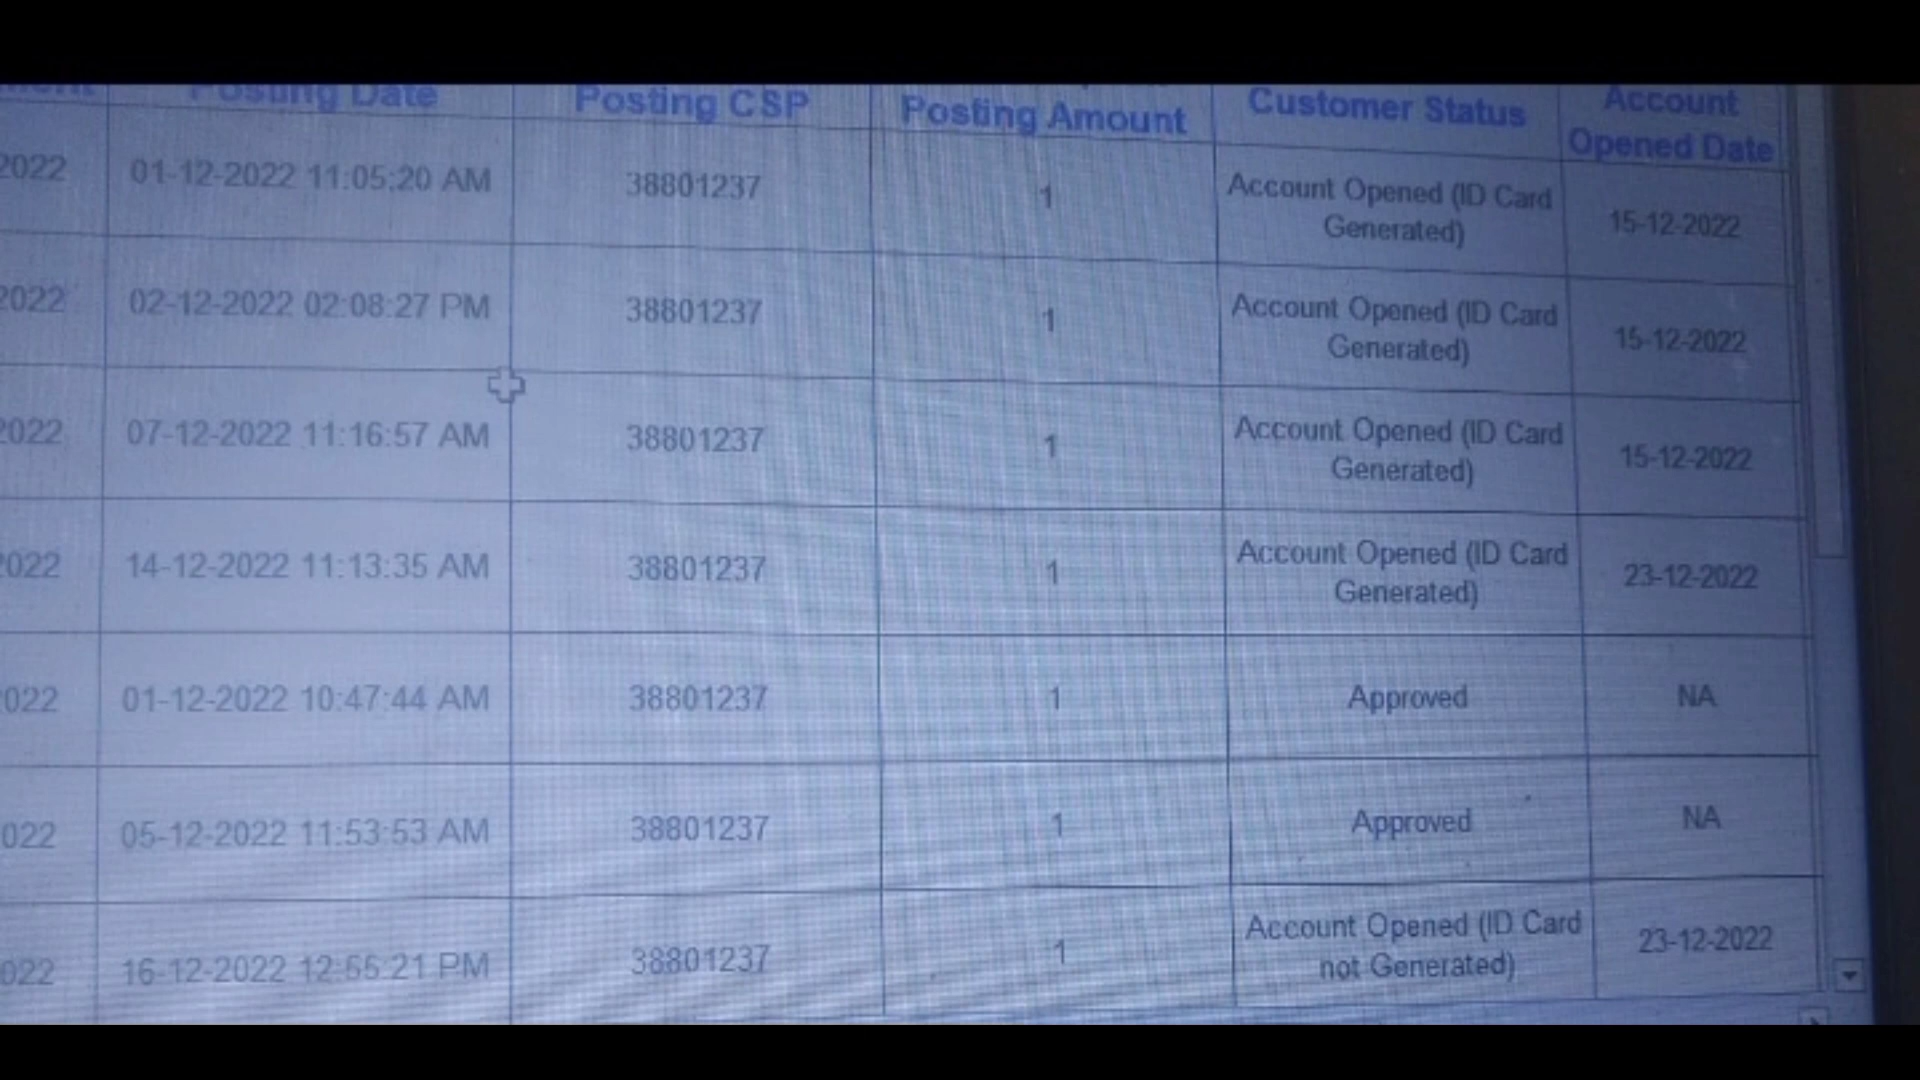 Posting Date Posting CSP Posting Amount Customer Status Account
Opened Date
2022 01-12-2022 11:05:20 AM 38801237 1 Account Opened (ID Card
Generated) 15-12-2022
2022 02-12-2022 02:08:27 PM 38801237 1 Account Opened (ID Card
Generated) 15-12-2022
2022 07-12-2022 11:16:57 AM 38801237 1 Account Opened (ID Card
Generated) 15-12-2022
2022 14-12-2022 11:13:35 AM 38801237 1 Account Opened (ID Card
Generated) 23-12-2022
022 01-12-2022 10:47:44 AM 38801237 1 Approved NA
022 05-12-2022 11:53:53 AM 38801237 1 Approved NA
022 16-12-2022 PM 38801237 1 Account Opened (ID Card
not Generated) 23-12-2022